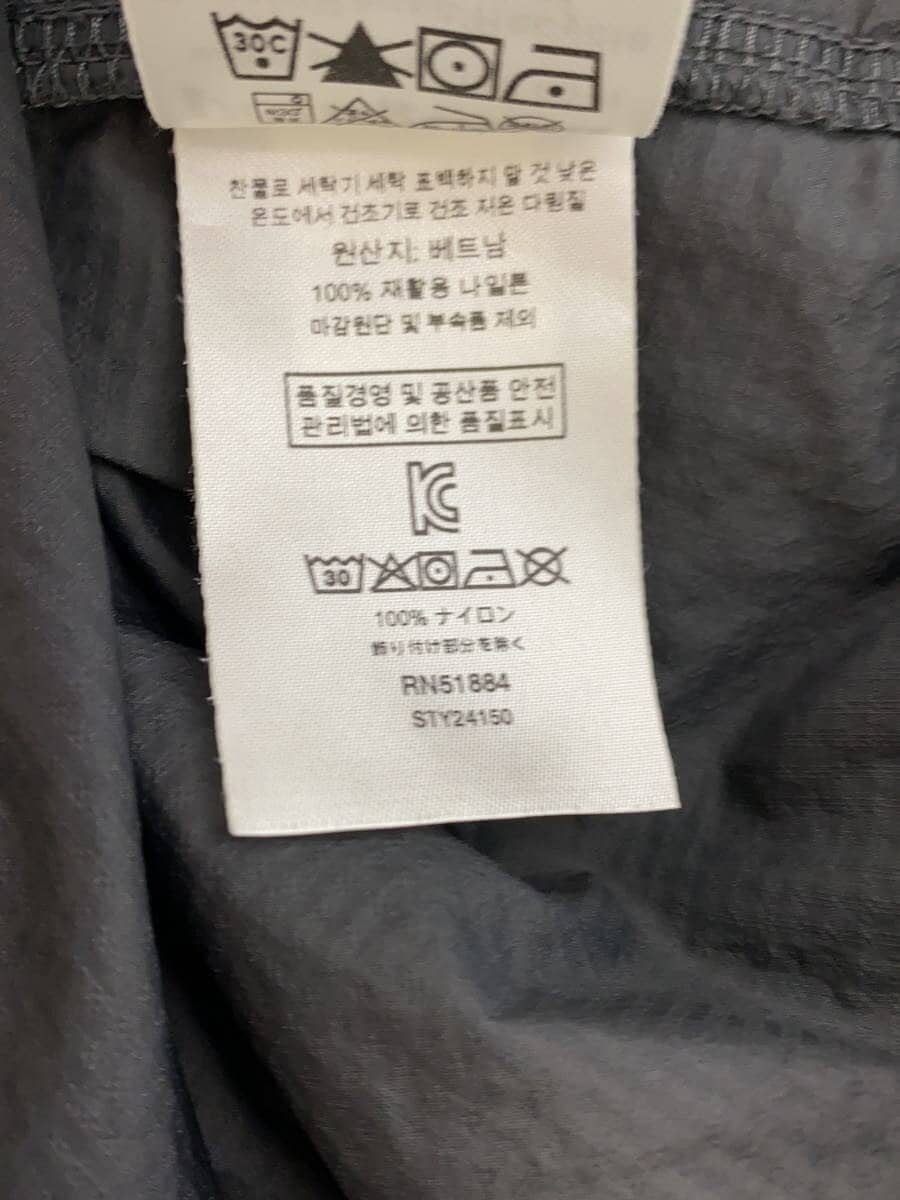 30C
찬물로 세탁기 세탁 표백하지 말 것 낮은
온도에서 건조기로 건조 저온 다림질
원산지: 베트남
100% 재활용 나일론
마감원단 및 부속품 제외
품질경영 및 공산품 안전
관리법에 의한 품질표시
30
100% ナイロン
飾り付け部分を除く
RN51884
STY24150